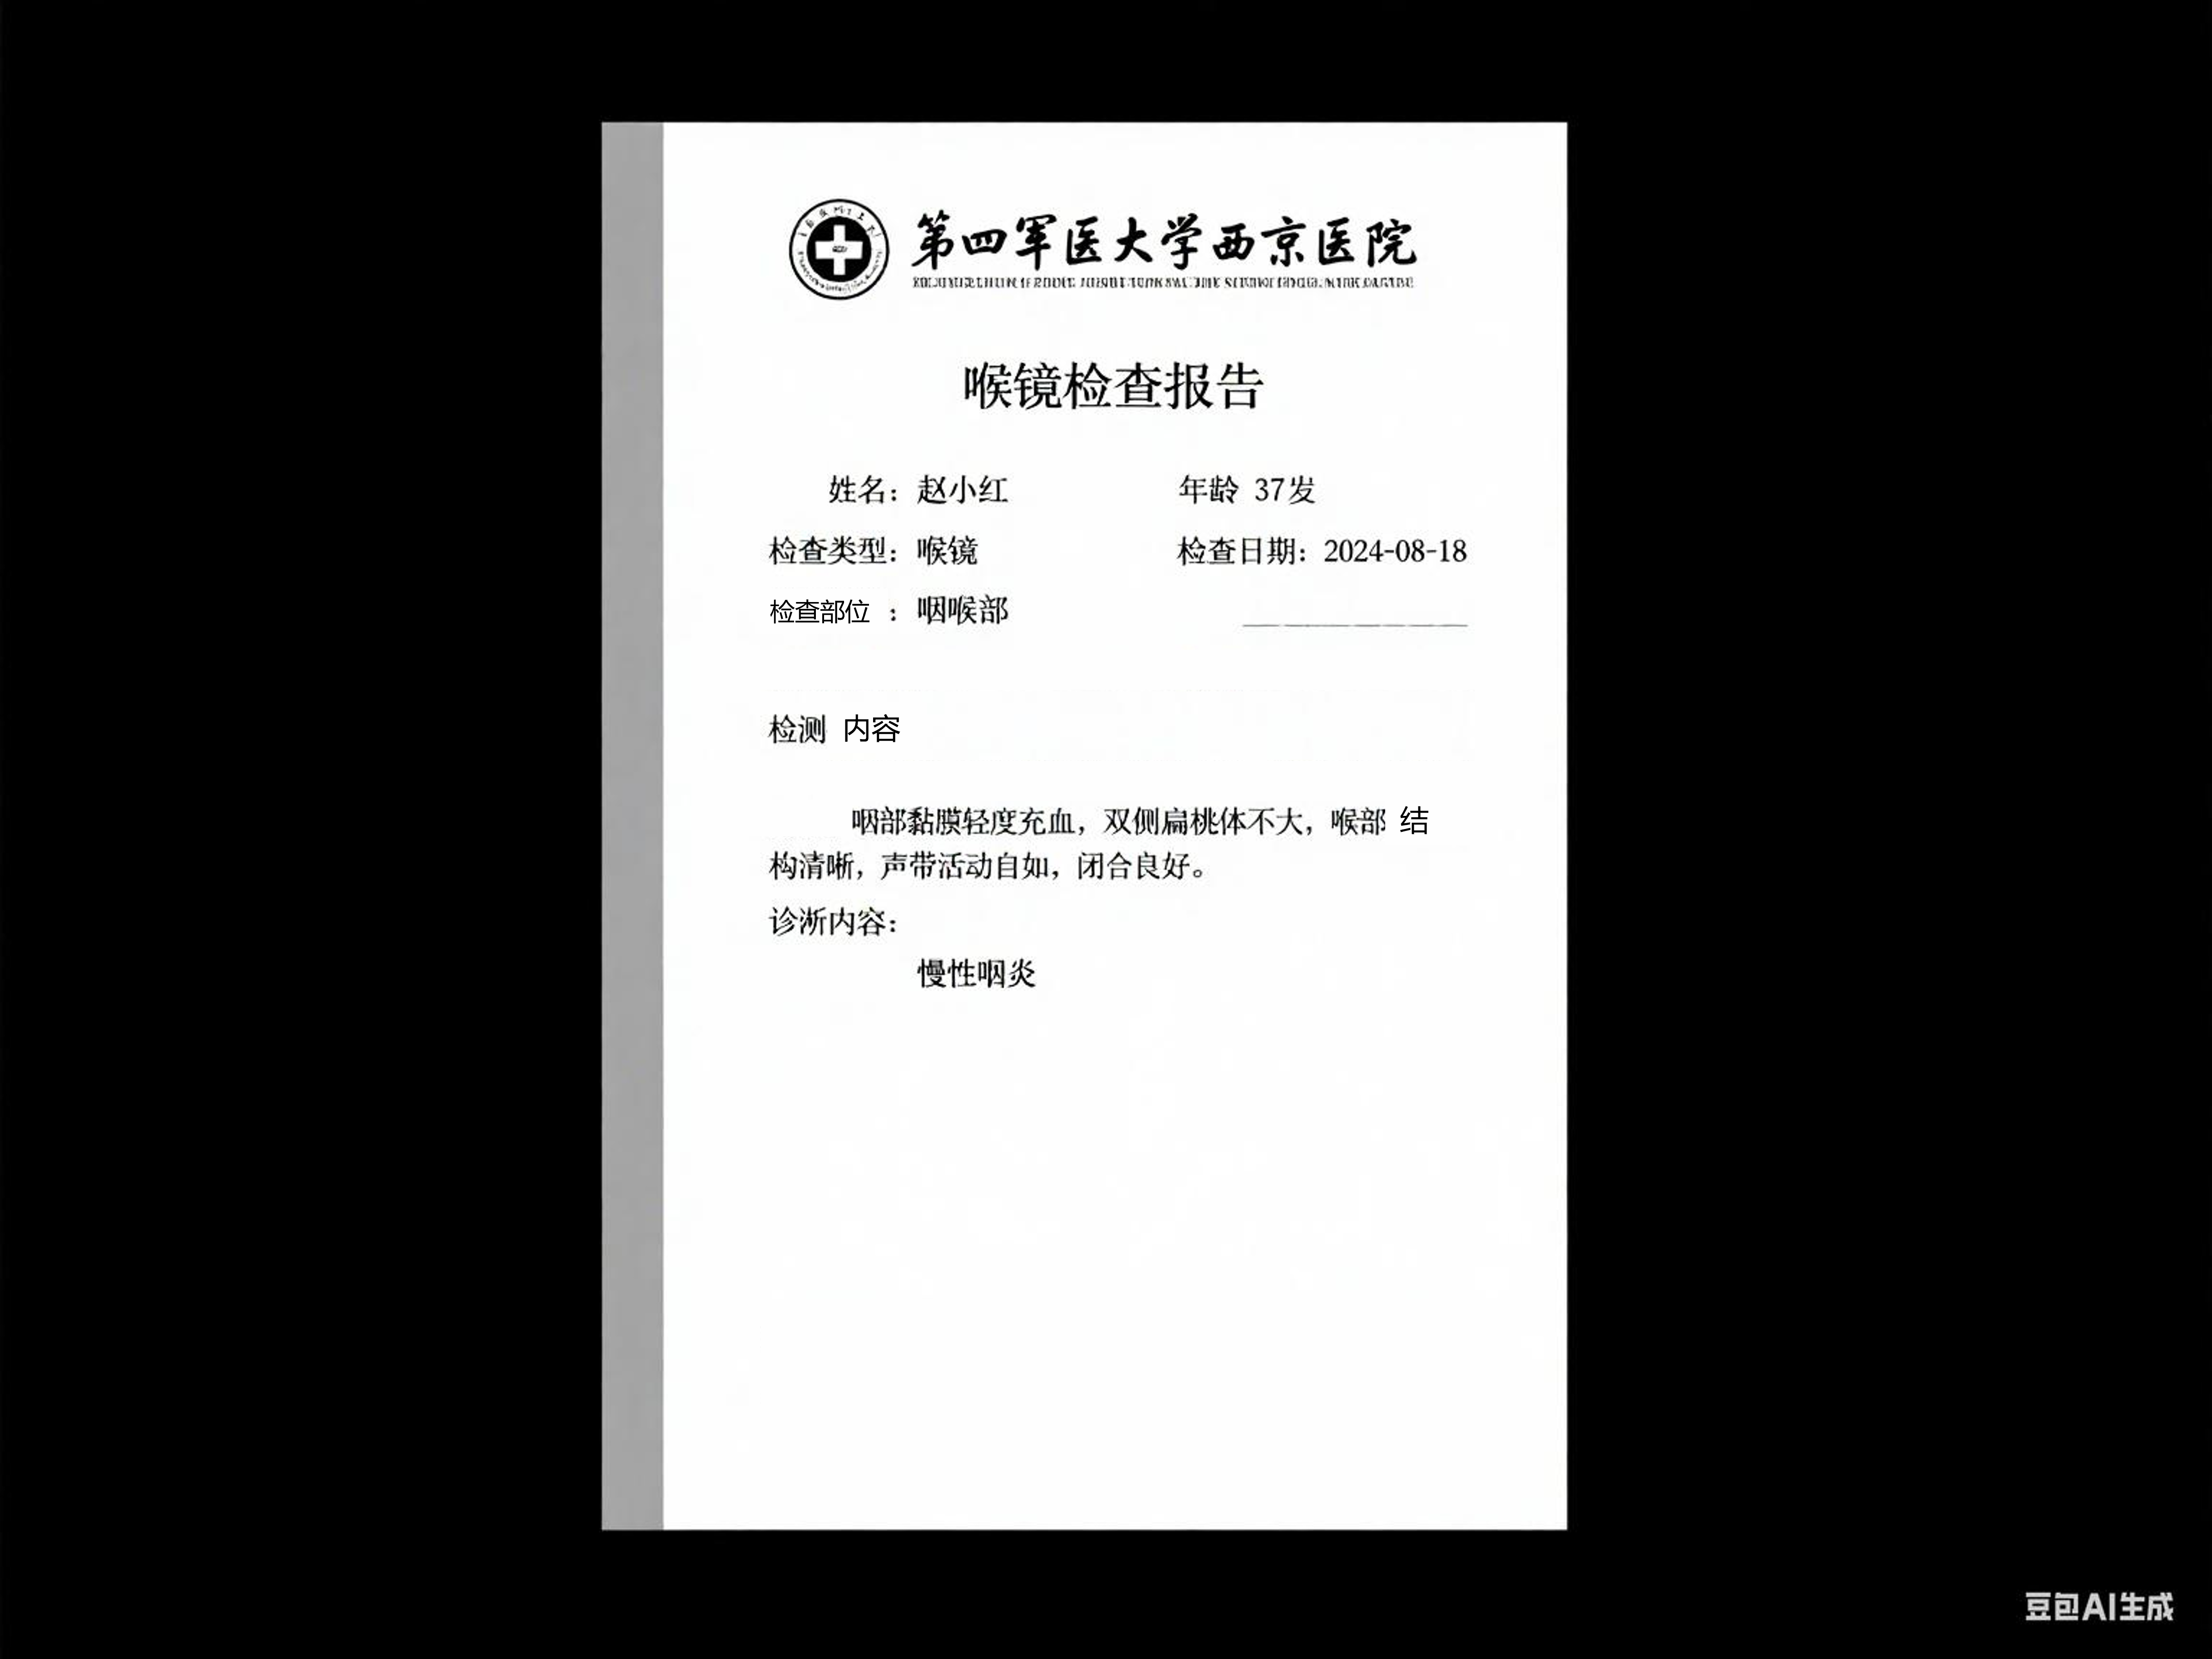 第四军医大学西京医院
喉镜检查报告
姓名：赵小红 年龄 37发
检查类型：喉镜 检查日期：2024-08-18
检查部位 ：咽喉部
检测 内容
咽部黏膜轻度充血，双侧扁桃体不大，喉部 结
构清晰，声带活动自如，闭合良好。
诊渐内容：
慢性咽炎
豆包AI生成